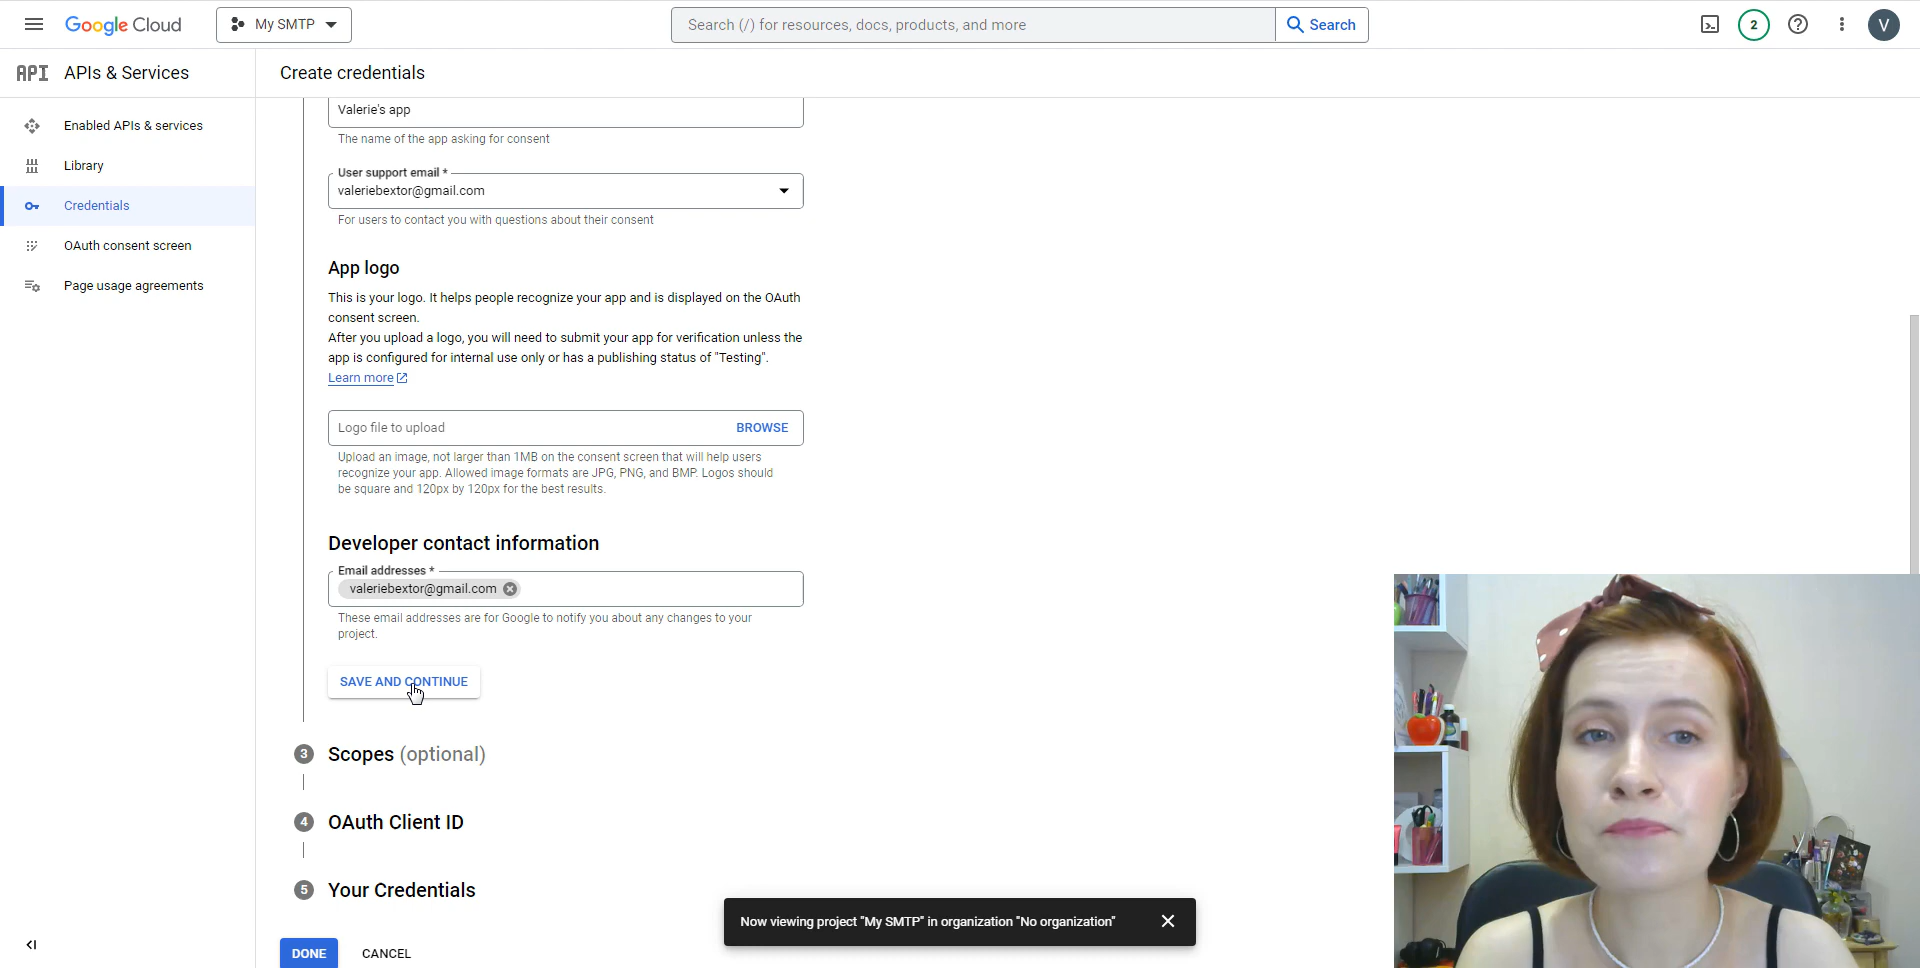 Google Cloud
My SMTP
Search (/) for resources, docs, products, and more
Search
2
V
API APIs & Services
Create credentials
Enabled APIs & services
Library
Credentials
OAuth consent screen
Page usage agreements
Valerie's app
The name of the app asking for consent
User support email *
valeriebextor@gmail.com
For users to contact you with questions about their consent
App logo
This is your logo. It helps people recognize your app and is displayed on the OAuth
consent screen.
After you upload a logo, you will need to submit your app for verification unless the
app is configured for internal use only or has a publishing status of "Testing".
Learn more
Logo file to upload
BROWSE
Upload an image, not larger than 1MB on the consent screen that will help users
recognize your app. Allowed image formats are JPG, PNG, and BMP. Logos should
be square and 120px by 120px for the best results.
Developer contact information
Email addresses *
valeriebextor@gmail.com
These email addresses are for Google to notify you about any changes to your
project.
SAVE AND CONTINUE
3 Scopes (optional)
4 OAuth Client ID
5 Your Credentials
Now viewing project "My SMTP" in organization "No organization"
DONE
CANCEL